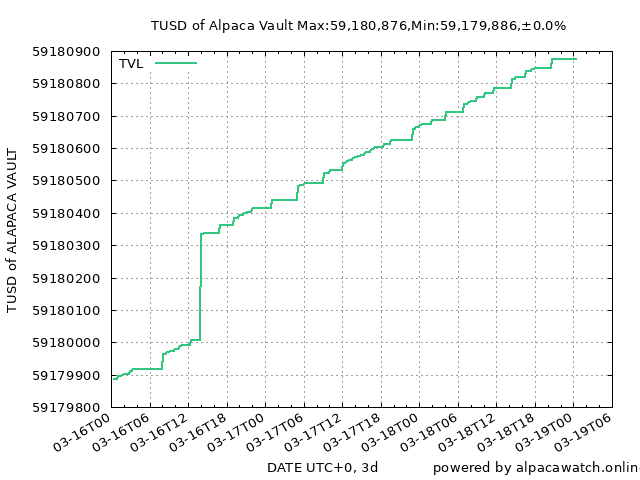 TUSD of Alpaca Vault Max:59,180,876,Min:59,179,886,±0.0%
TVL
59180900
59180800
59180700
59180600
59180500
59180400
59180300
59180200
59180100
59180000
59179900
59179800
TUSD of ALAPACA VAULT
03-16T00
03-16T06
03-16T12
03-16T18
03-17T00
03-17T06
03-17T12
03-17T18
03-18T00
03-18T06
03-18T12
03-18T18
03-19T00
03-19T06
DATE UTC+0, 3d
powered by alpacawatch.online